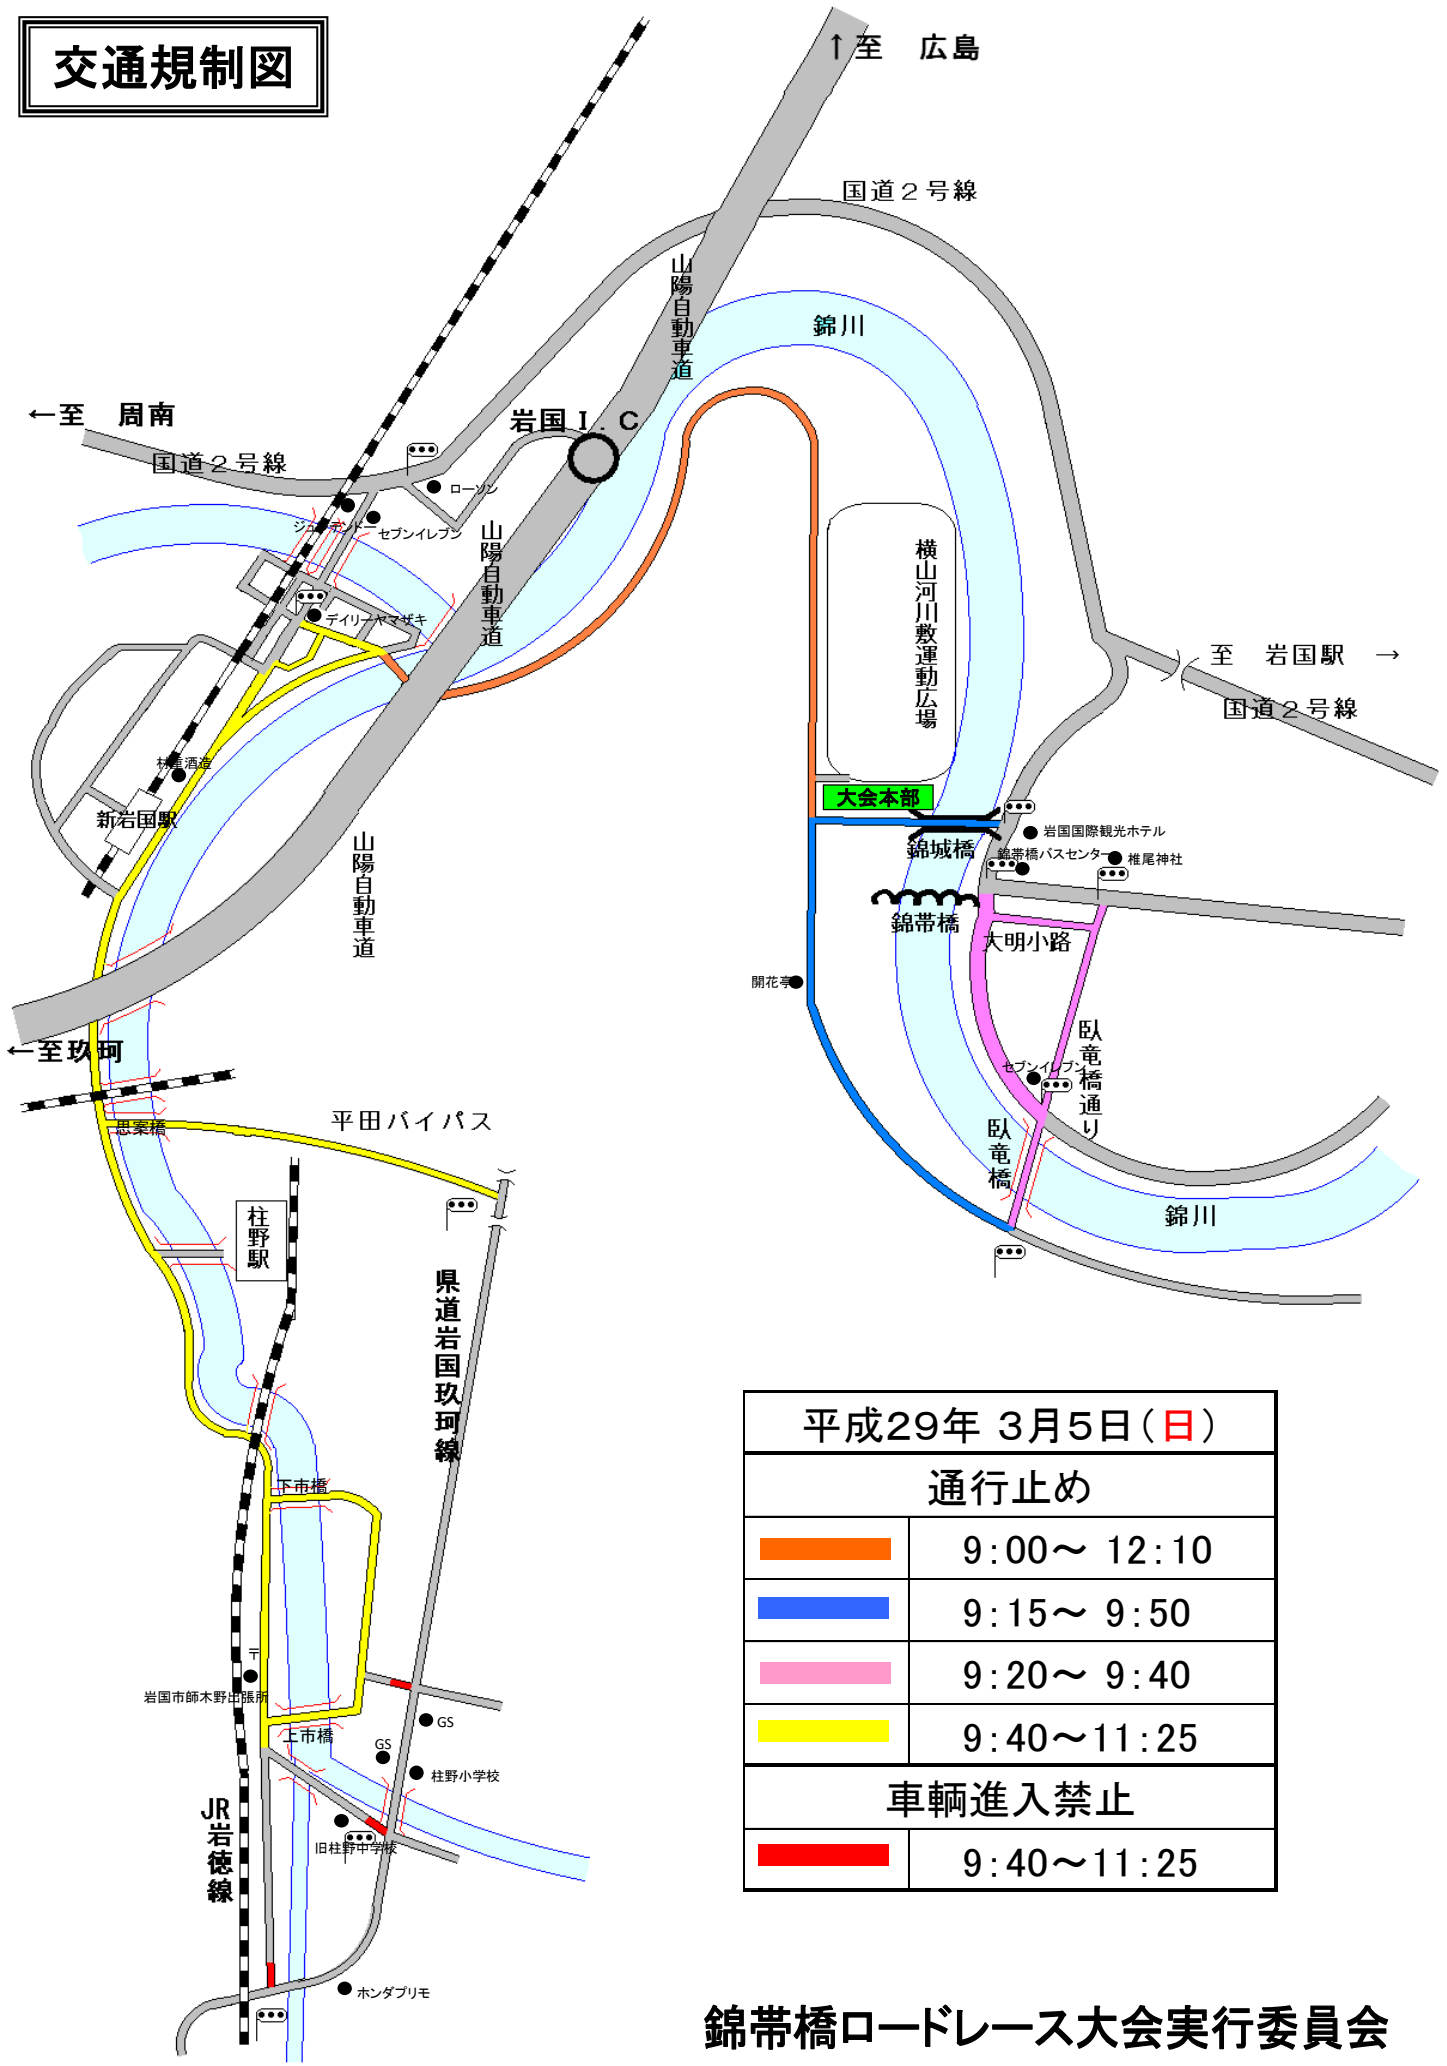 交通規制図
↑至 広島
国道２号線
山陽自動車道
錦川
←至 周南
岩国Ｉ．Ｃ
国道２号線
ローソン
セブンイレブン
山陽自動車道
横山河川敷運動広場
デイリーヤマザキ
至 岩国駅 →
国道２号線
村重酒造
新岩国駅
大会本部
岩国国際観光ホテル
錦城橋
錦帯橋バスセンター
椎尾神社
山陽自動車道
錦帯橋
大明小路
開花亭
←至玖珂
臥竜橋通り
セブンイレブン
思案橋
平田バイパス
臥竜橋
柱野駅
錦川
県道岩国玖珂線
下市橋
〒
岩国市師木野出張所
上市橋
GS
GS
柱野小学校
JR岩徳線
旧柱野中学校
ホンダプリモ
平成29年 3月5日(日)
通行止め
9:00～ 12:10
9:15～ 9:50
9:20～ 9:40
9:40～11:25
車輌進入禁止
9:40～11:25
錦帯橋ロードレース大会実行委員会